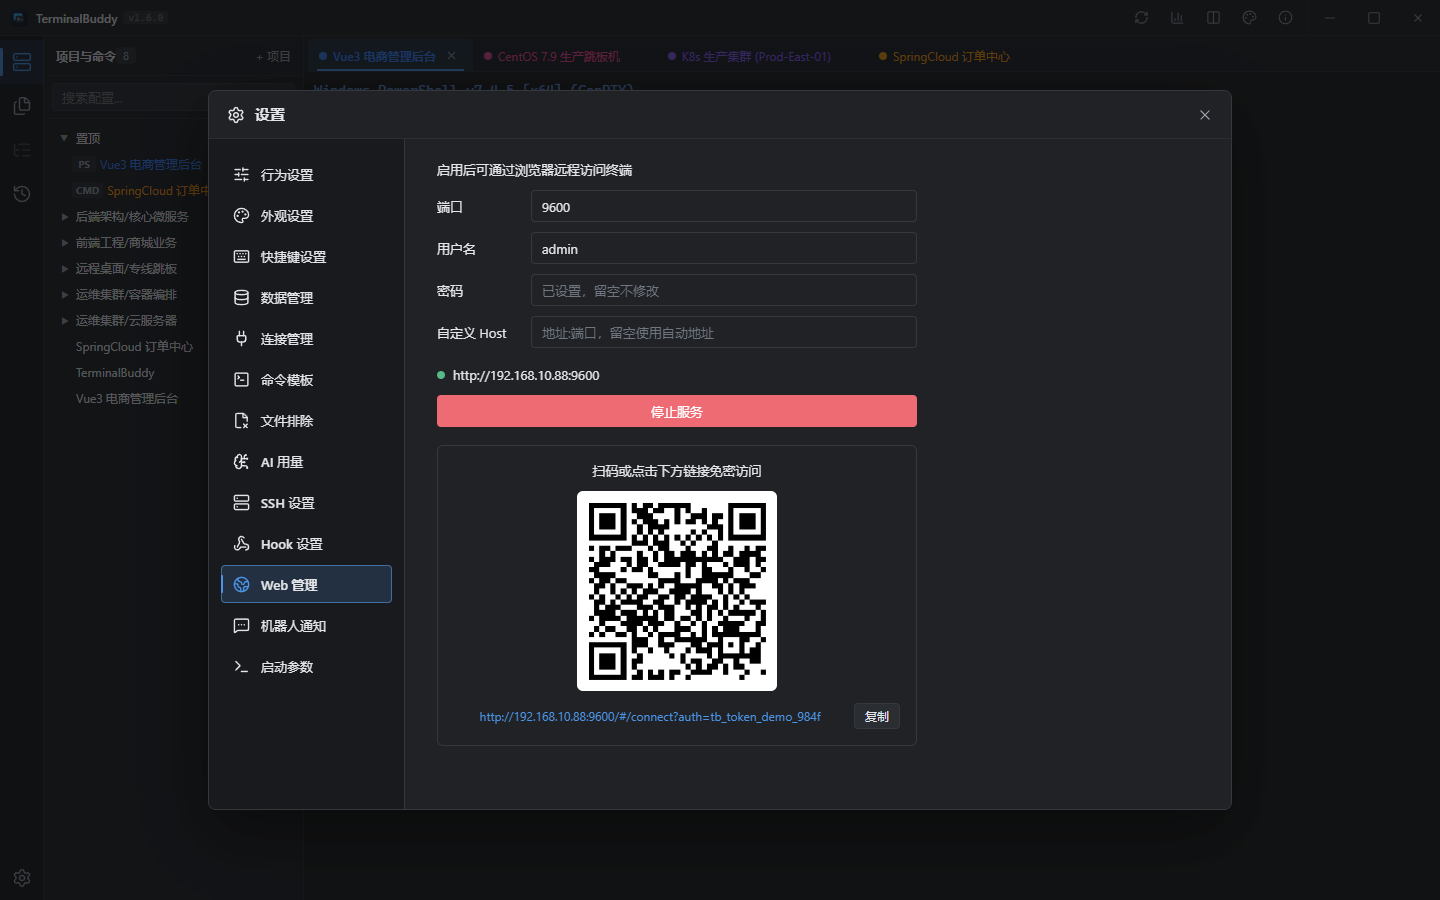 TerminalBuddy v1.6.0
项目与命令 8
+ 项目
Vue3 电商管理后台
CentOS 7.9 生产跳板机
K8s 生产集群 (Prod-East-01)
SpringCloud 订单中心
搜索配置...
置顶
PS Vue3 电商管理后台
CMD SpringCloud 订单中
后端架构/核心微服务
前端工程/商城业务
远程桌面/专线跳板
运维集群/容器编排
运维集群/云服务器
SpringCloud 订单中心
TerminalBuddy
Vue3 电商管理后台
设置
行为设置
外观设置
快捷键设置
数据管理
连接管理
命令模板
文件排除
AI 用量
SSH 设置
Hook 设置
Web 管理
机器人通知
启动参数
启用后可通过浏览器远程访问终端
端口 9600
用户名 admin
密码 已设置，留空不修改
自定义 Host 地址:端口，留空使用自动地址
http://192.168.10.88:9600
停止服务
扫码或点击下方链接免密访问
http://192.168.10.88:9600/#/connect?auth=tb_token_demo_984f
复制